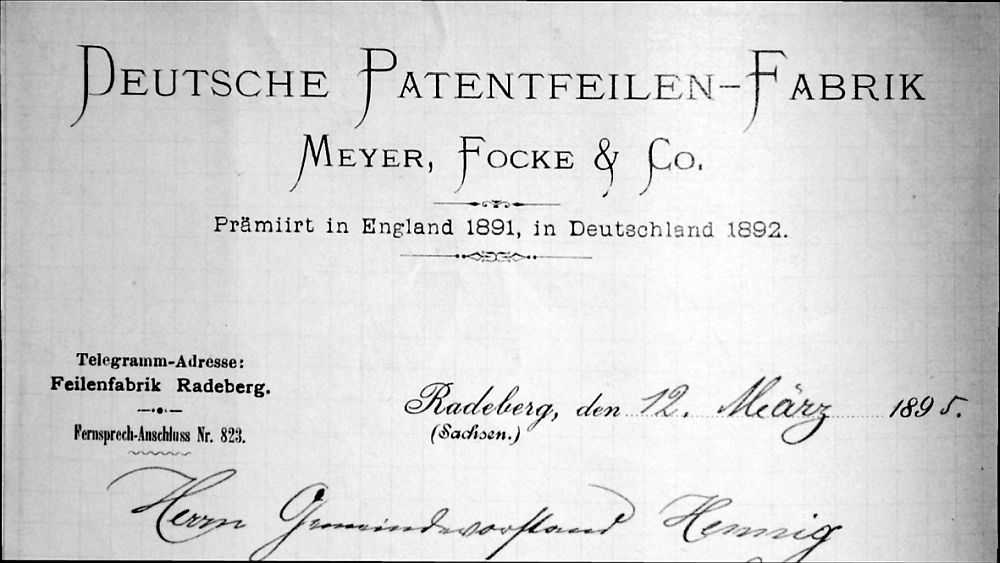 Deutsche Patentfeilen-Fabrik
Meyer, Focke & Co.
Prämiirt in England 1891, in Deutschland 1892.
Telegramm-Adresse:
Feilenfabrik Radeberg.
Fernsprech-Anschluss Nr. 823.
Radeberg, den 12. März 1895.
(Sachsen.)
Herrn Gemeindevorstand Hennig